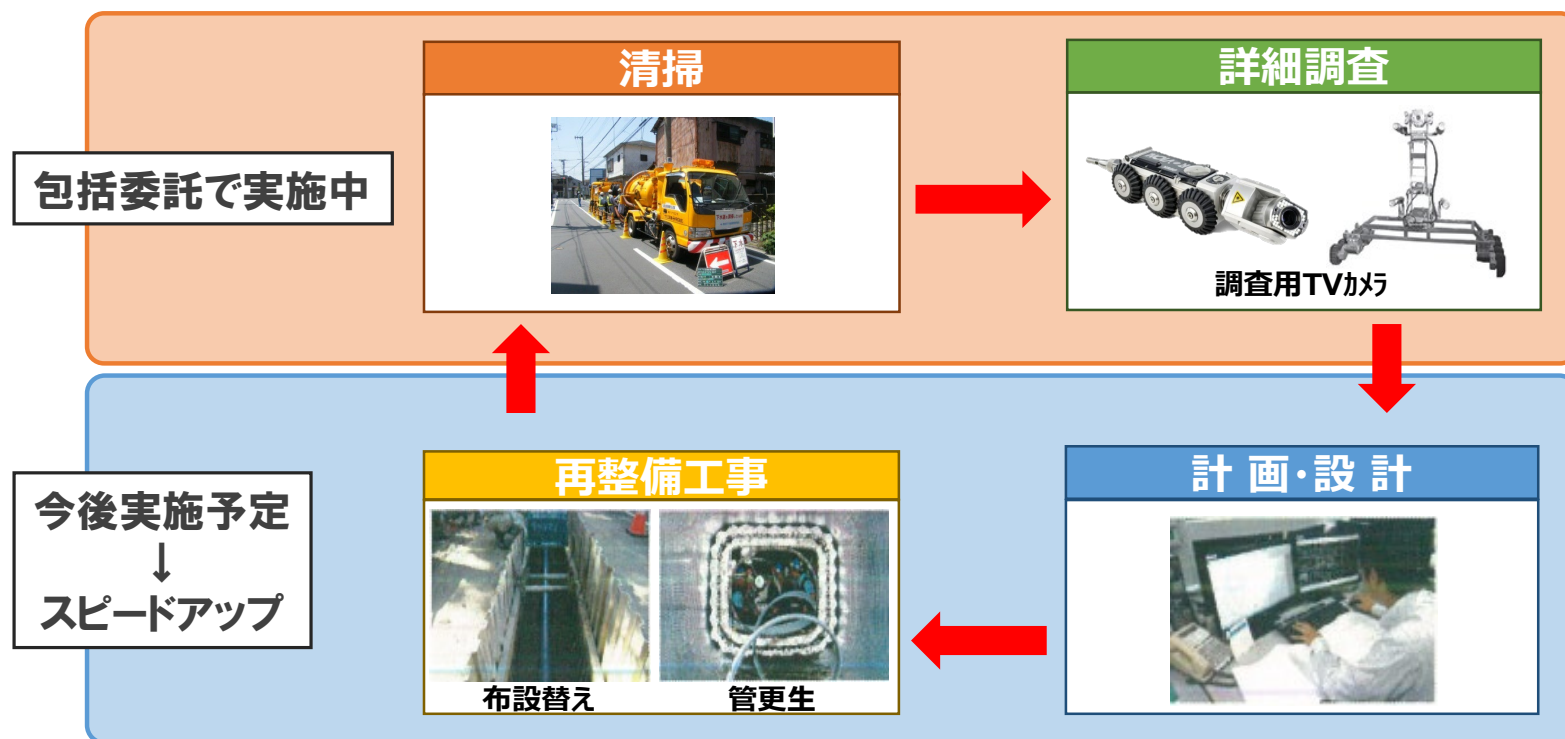 清掃
詳細調査
包括委託で実施中
調査用TVカメラ
再整備工事
計 画・設 計
今後実施予定
↓
スピードアップ
布設替え
管更生